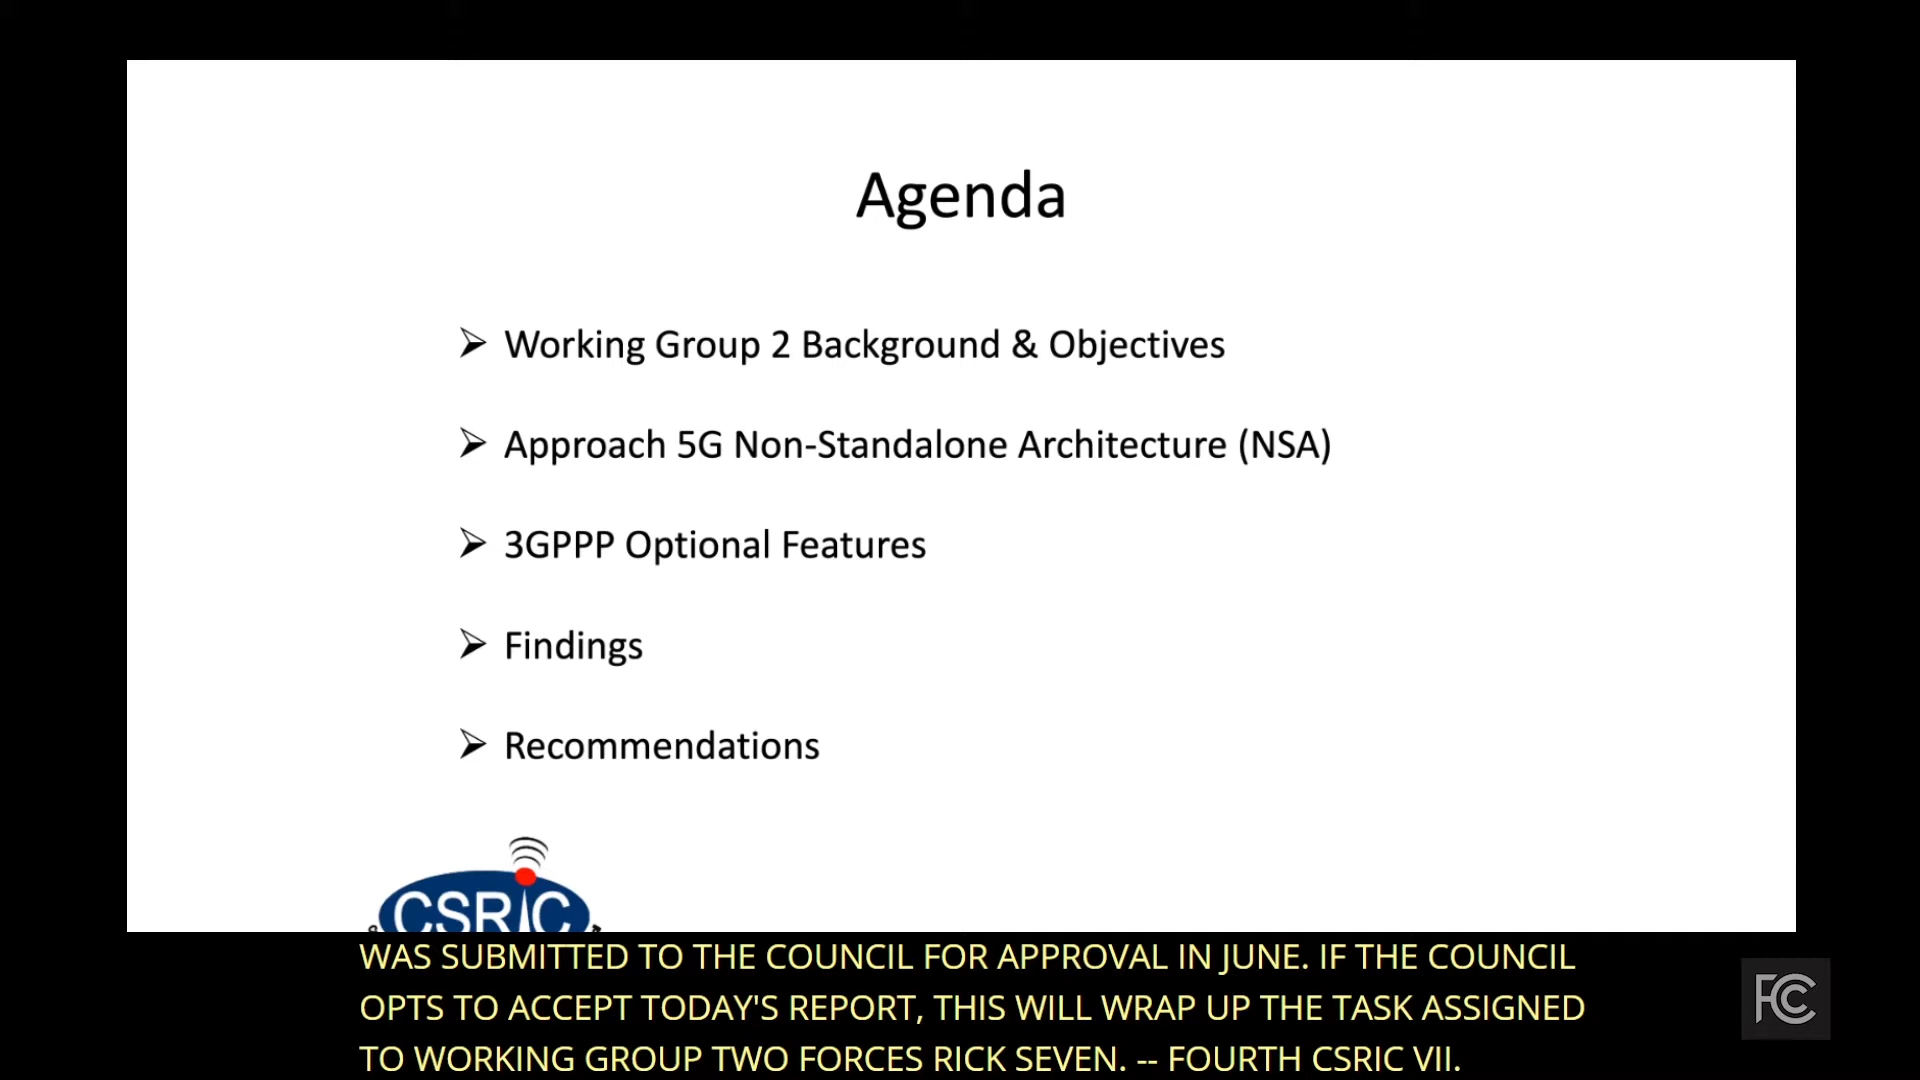 Agenda
➢ Working Group 2 Background & Objectives
➢ Approach 5G Non-Standalone Architecture (NSA)
➢ 3GPPP Optional Features
➢ Findings
➢ Recommendations
CSRIC
WAS SUBMITTED TO THE COUNCIL FOR APPROVAL IN JUNE. IF THE COUNCIL
OPTS TO ACCEPT TODAY'S REPORT, THIS WILL WRAP UP THE TASK ASSIGNED
TO WORKING GROUP TWO FORCES RICK SEVEN. -- FOURTH CSRIC VII.
FCC